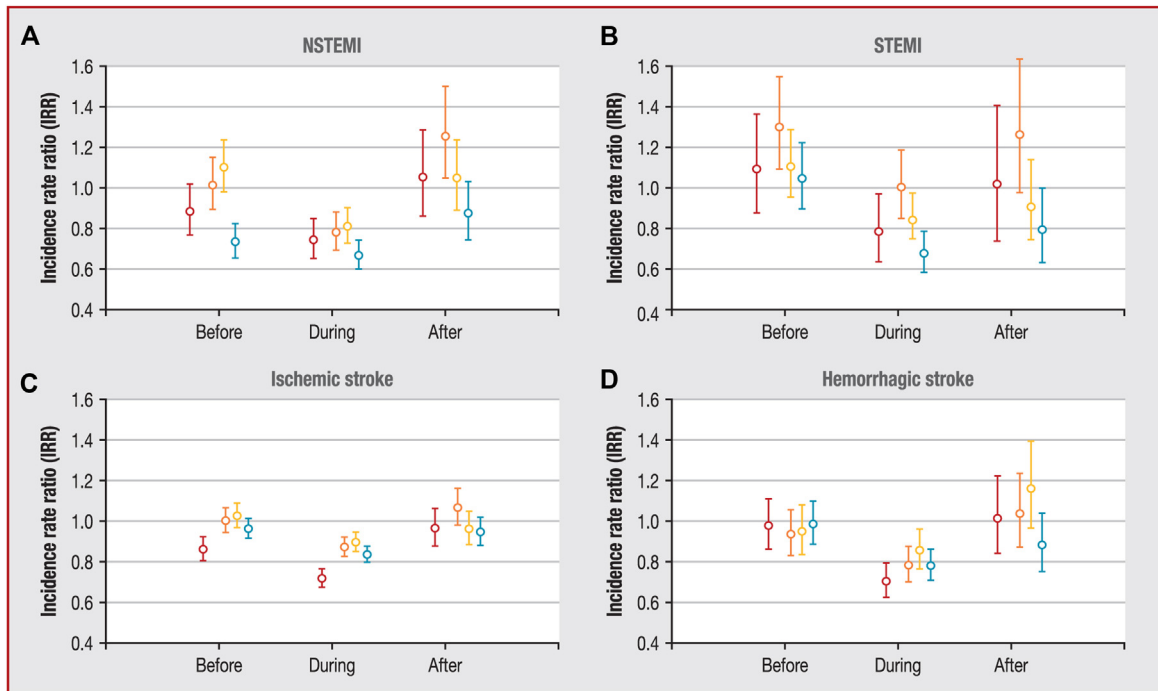 A
NSTEMI
Incidence rate ratio (IRR)
1.6
1.4
1.2
1.0
0.8
0.6
0.4
Before
During
After
B
STEMI
Incidence rate ratio (IRR)
1.6
1.4
1.2
1.0
0.8
0.6
0.4
Before
During
After
C
Ischemic stroke
Incidence rate ratio (IRR)
1.6
1.4
1.2
1.0
0.8
0.6
0.4
Before
During
After
D
Hemorrhagic stroke
Incidence rate ratio (IRR)
1.6
1.4
1.2
1.0
0.8
0.6
0.4
Before
During
After